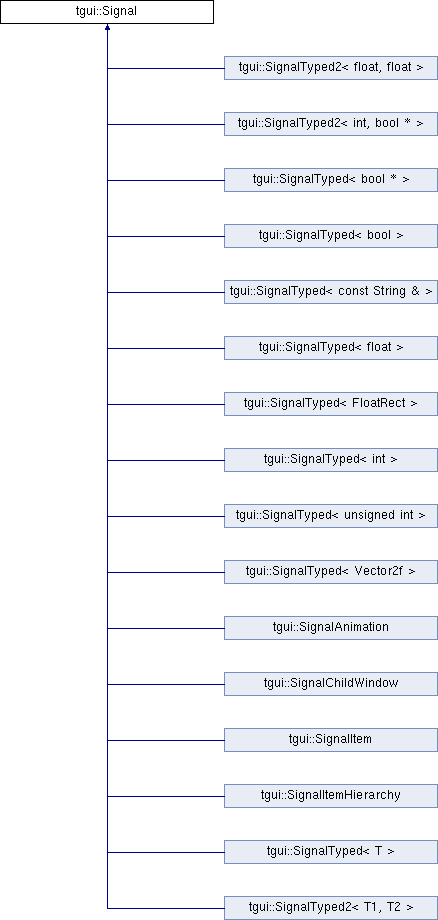 tgui::Signal
tgui::SignalTyped2< float, float >
tgui::SignalTyped2< int, bool * >
tgui::SignalTyped< bool * >
tgui::SignalTyped< bool >
tgui::SignalTyped< const String & >
tgui::SignalTyped< float >
tgui::SignalTyped< FloatRect >
tgui::SignalTyped< int >
tgui::SignalTyped< unsigned int >
tgui::SignalTyped< Vector2f >
tgui::SignalAnimation
tgui::SignalChildWindow
tgui::SignalItem
tgui::SignalItemHierarchy
tgui::SignalTyped< T >
tgui::SignalTyped2< T1, T2 >